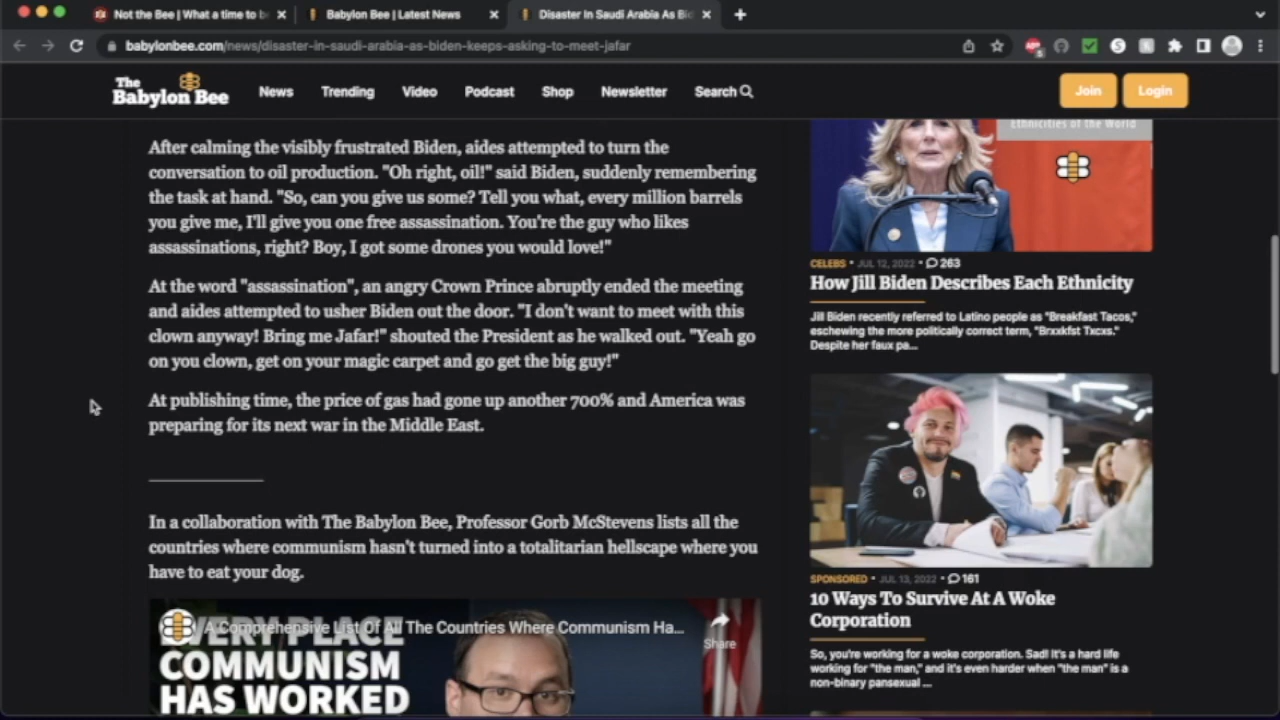 Not the Bee | What a time to b
Babylon Bee | Latest News
Disaster In Saudi Arabia As Bid
babylonbee.com/news/disaster-in-saudi-arabia-as-biden-keeps-asking-to-meet-jafar
The
Babylon Bee
News
Trending
Video
Podcast
Shop
Newsletter
Search
Join
Login
After calming the visibly frustrated Biden, aides attempted to turn the
conversation to oil production. "Oh right, oil!" said Biden, suddenly remembering
the task at hand. "So, can you give us some? Tell you what, every million barrels
you give me, I'll give you one free assassination. You're the guy who likes
assassinations, right? Boy, I got some drones you would love!"
At the word "assassination", an angry Crown Prince abruptly ended the meeting
and aides attempted to usher Biden out the door. "I don't want to meet with this
clown anyway! Bring me Jafar!" shouted the President as he walked out. "Yeah go
on you clown, get on your magic carpet and go get the big guy!"
At publishing time, the price of gas had gone up another 700% and America was
preparing for its next war in the Middle East.
In a collaboration with The Babylon Bee, Professor Gorb McStevens lists all the
countries where communism hasn't turned into a totalitarian hellscape where you
have to eat your dog.
A Comprehensive List Of All The Countries Where Communism Ha...
Share
EVERY PLACE
COMMUNISM
HAS WORKED
Ethnicities of the World
CELEBS • JUL 12, 2022 • 263
How Jill Biden Describes Each Ethnicity
Jill Biden recently referred to Latino people as "Breakfast Tacos,"
eschewing the more politically correct term, "Brxxkfst Txcxs."
Despite her faux pa...
SPONSORED • JUL 13, 2022 • 161
10 Ways To Survive At A Woke
Corporation
So, you're working for a woke corporation. Sad! It's a hard life
working for "the man," and it's even harder when "the man" is a
non-binary pansexual ...